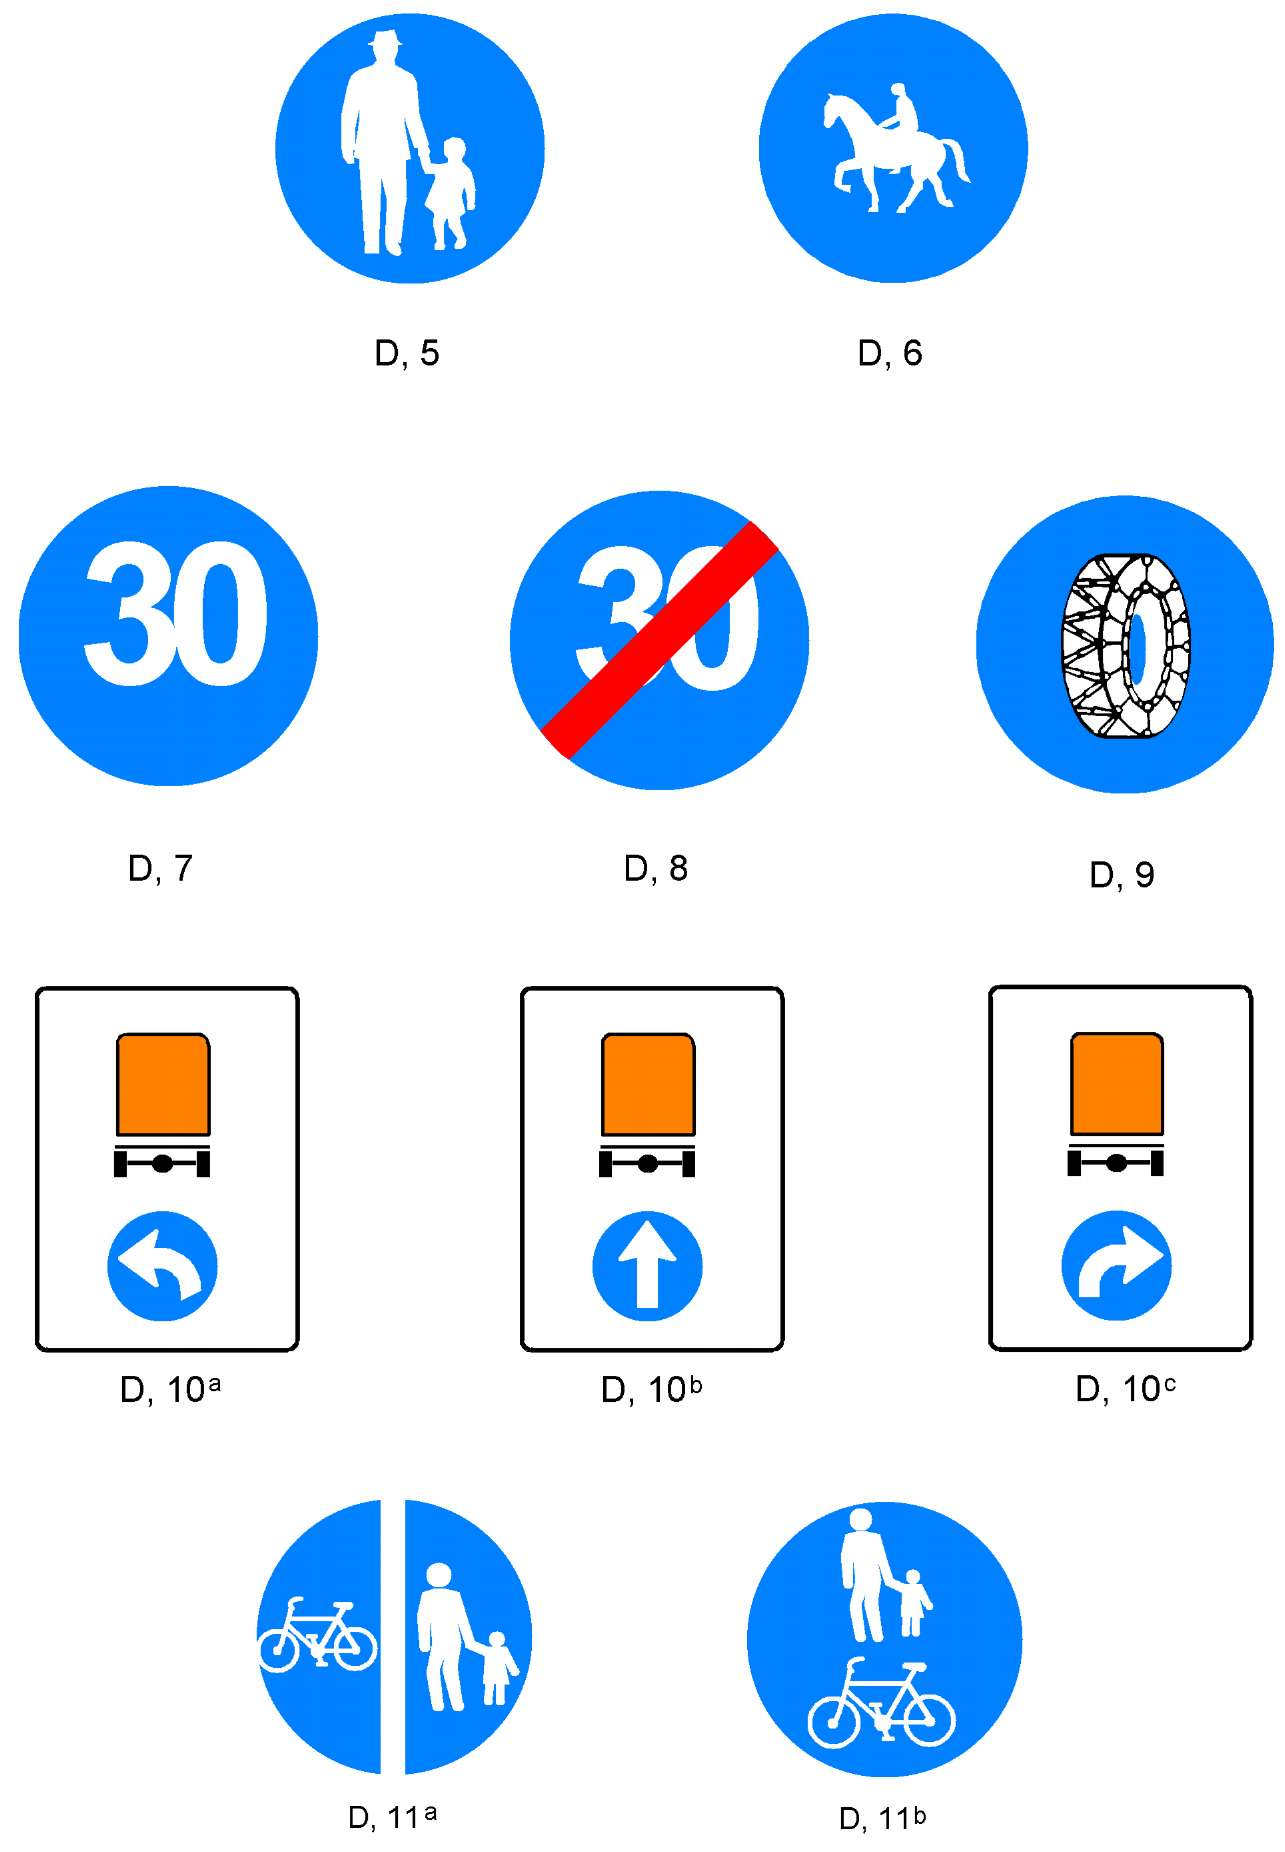 D, 5
D, 6
30
30
D, 7
D, 8
D, 9
D, 10ᵃ
D, 10ᵇ
D, 10ᶜ
D, 11ᵃ
D, 11ᵇ